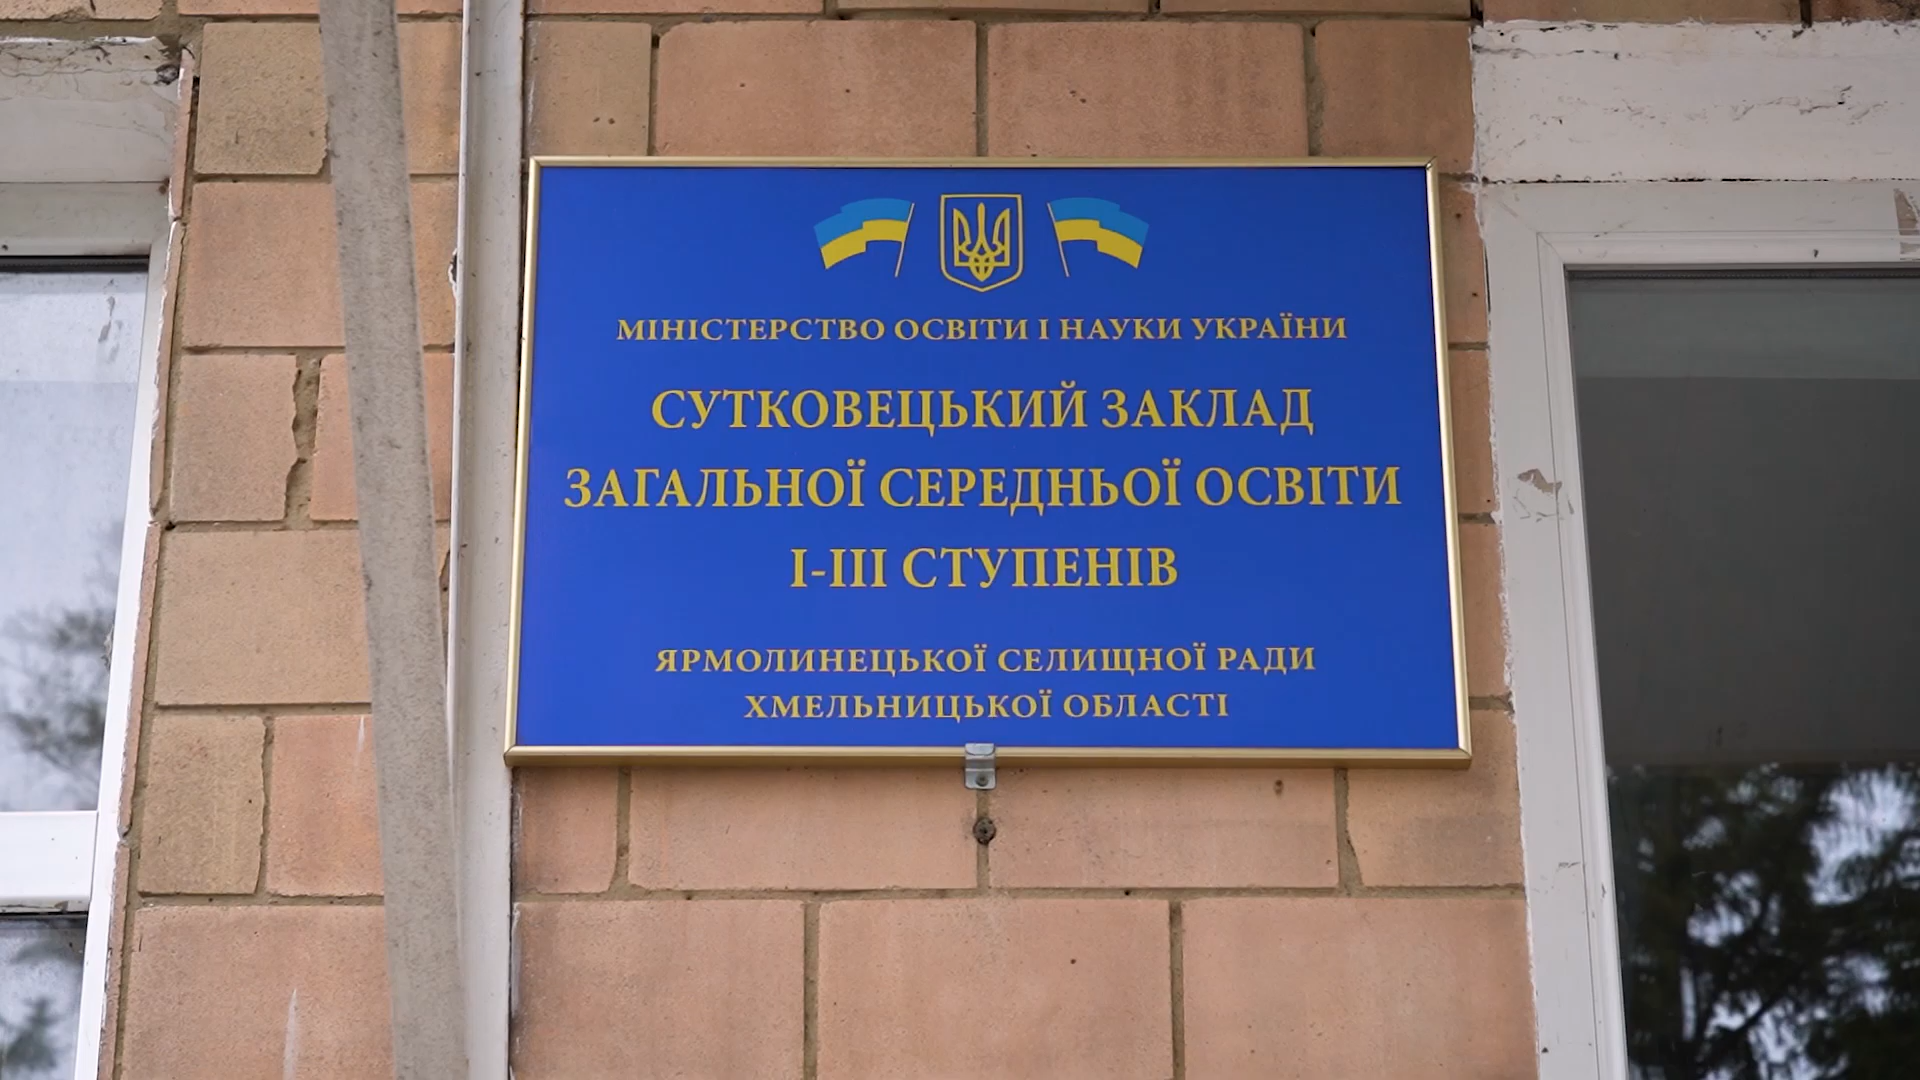 МІНІСТЕРСТВО ОСВІТИ І НАУКИ УКРАЇНИ
СУТКОВЕЦЬКИЙ ЗАКЛАД
ЗАГАЛЬНОЇ СЕРЕДНЬОЇ ОСВІТИ
І-ІІІ СТУПЕНІВ
ЯРМОЛИНЕЦЬКОЇ СЕЛИЩНОЇ РАДИ
ХМЕЛЬНИЦЬКОЇ ОБЛАСТІ